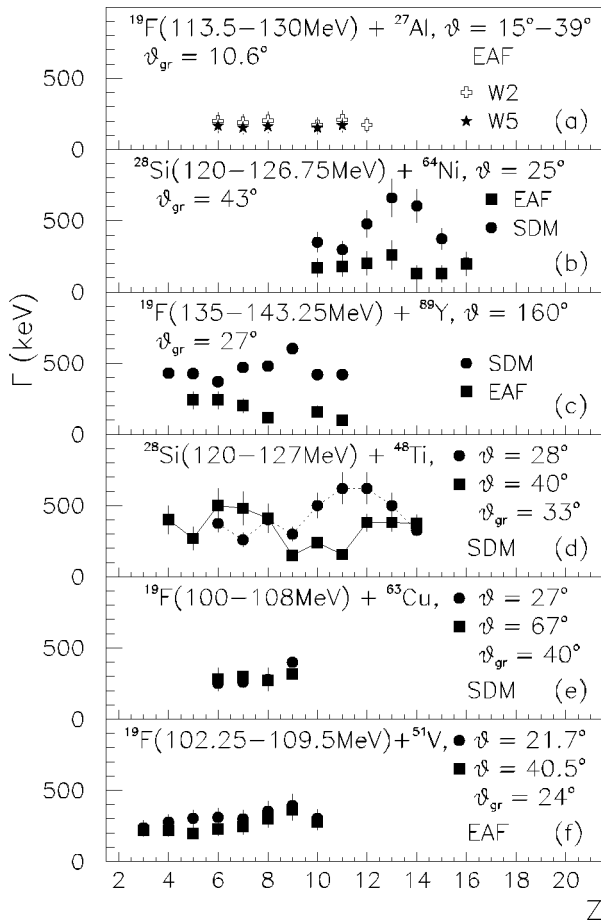 ¹⁹F(113.5−130MeV) + ²⁷Al, ϑ = 15°−39°
ϑgr = 10.6° EAF
500
W2
W5 (a)
0
²⁸Si(120−126.75MeV) + ⁶⁴Ni, ϑ = 25°
ϑgr = 43° EAF
500 SDM
(b)
0
¹⁹F(135−143.25MeV) + ⁸⁹Y, ϑ = 160°
ϑgr = 27°
500 SDM
EAF
(c)
0
Γ (keV)
²⁸Si(120−127MeV) + ⁴⁸Ti, ϑ = 28°
ϑ = 40°
500 ϑgr = 33°
SDM (d)
0
¹⁹F(100−108MeV) + ⁶³Cu, ϑ = 27°
ϑ = 67°
500 ϑgr = 40°
SDM (e)
0
¹⁹F(102.25−109.5MeV)+⁵¹V, ϑ = 21.7°
ϑ = 40.5°
500 ϑgr = 24°
EAF (f)
0
2 4 6 8 10 12 14 16 18 20
Z